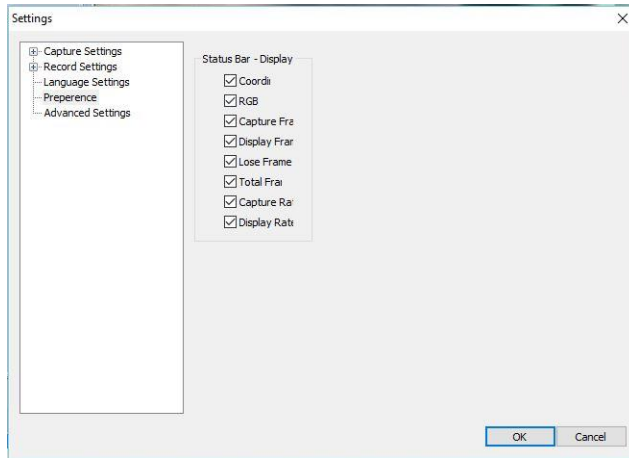 Settings
Capture Settings
Record Settings
Language Settings
Preperence
Advanced Settings
Status Bar - Display
Coordi
RGB
Capture Fra
Display Fran
Lose Frame
Total Fra
Capture Ra
Display Rate
OK
Cancel